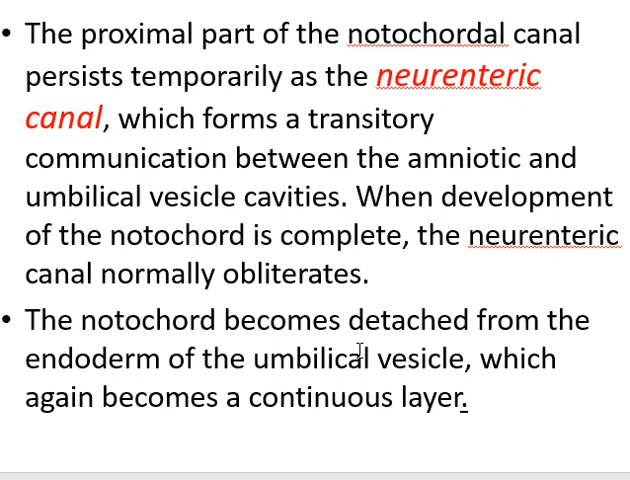 • The proximal part of the notochordal canal
persists temporarily as the neurenteric
canal, which forms a transitory
communication between the amniotic and
umbilical vesicle cavities. When development
of the notochord is complete, the neurenteric
canal normally obliterates.
• The notochord becomes detached from the
endoderm of the umbilical vesicle, which
again becomes a continuous layer.